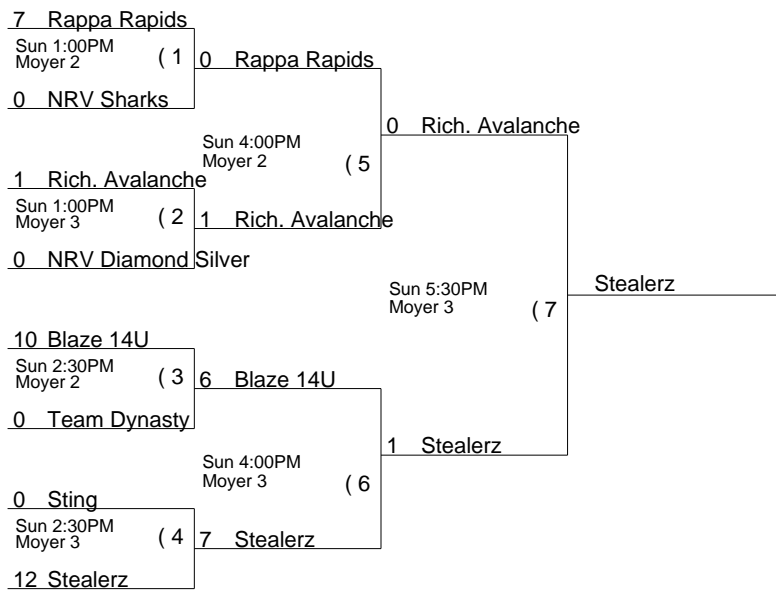 7 Rappa Rapids
Sun 1:00PM
Moyer 2
( 1
0 NRV Sharks
0 Rappa Rapids
Sun 4:00PM
Moyer 2
( 5
1 Rich. Avalanche
Sun 1:00PM
Moyer 3
( 2
0 NRV Diamond Silver
1 Rich. Avalanche
0 Rich. Avalanche
Sun 5:30PM
Moyer 3
( 7
Stealerz
10 Blaze 14U
Sun 2:30PM
Moyer 2
( 3
0 Team Dynasty
6 Blaze 14U
Sun 4:00PM
Moyer 3
( 6
1 Stealerz
0 Sting
Sun 2:30PM
Moyer 3
( 4
12 Stealerz
7 Stealerz